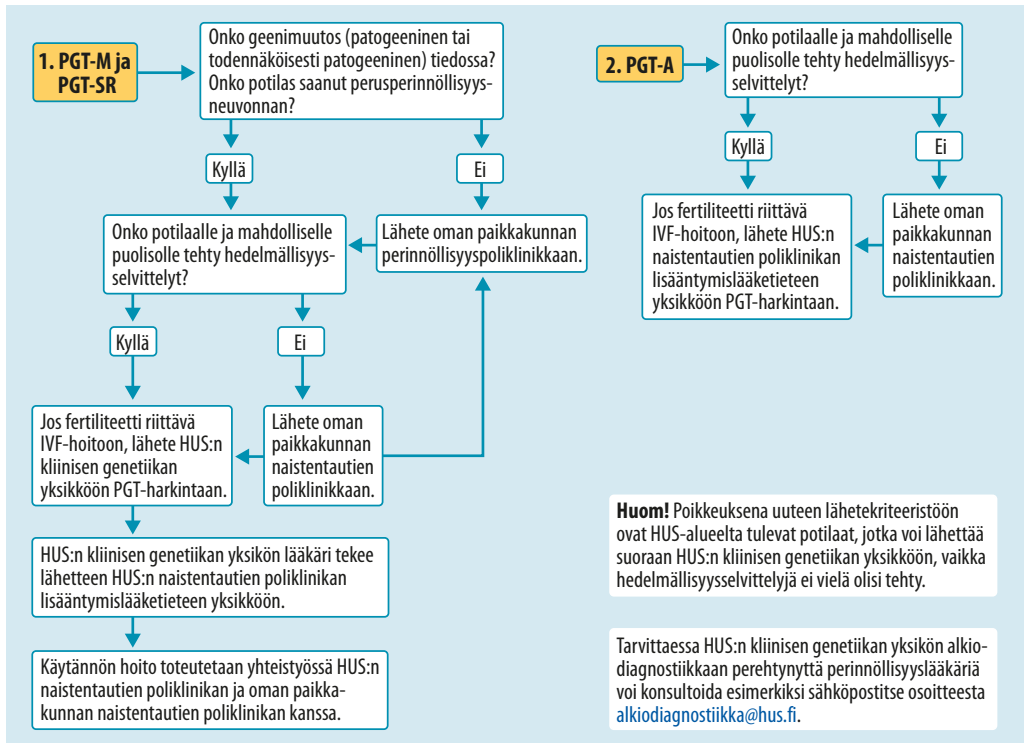 1. PGT-M ja
PGT-SR
Onko geenimuutos (patogeeninen tai
todennäköisesti patogeeninen) tiedossa?
Onko potilas saanut perusperinnöllisyys-
neuvonnan?
Kyllä
Ei
Onko potilaalle ja mahdolliselle
puolisolle tehty hedelmällisyys-
selvittelyt?
Lähete oman paikkakunnan
perinnöllisyyspoliklinikkaan.
Kyllä
Ei
Jos fertiliteetti riittävä
IVF-hoitoon, lähete HUS:n
kliinisen genetiikan
yksikköön PGT-harkintaan.
Lähete oman
paikkakunnan
naistentautien
poliklinikkaan.
HUS:n kliinisen genetiikan yksikön lääkäri tekee
lähetteen HUS:n naistentautien poliklinikan
lisääntymislääketieteen yksikköön.
Käytännön hoito toteutetaan yhteistyössä HUS:n
naistentautien poliklinikan ja oman paikka-
kunnan naistentautien poliklinikan kanssa.
2. PGT-A
Onko potilaalle ja mahdolliselle
puolisolle tehty hedelmällisyys-
selvittelyt?
Kyllä
Ei
Jos fertiliteetti riittävä
IVF-hoitoon, lähete HUS:n
naistentautien poliklinikan
lisääntymislääketieteen
yksikköön PGT-harkintaan.
Lähete oman
paikkakunnan
naistentautien
poliklinikkaan.
Huom! Poikkeuksena uuteen lähetekriteeristöön
ovat HUS-alueelta tulevat potilaat, jotka voi lähettää
suoraan HUS:n kliinisen genetiikan yksikköön, vaikka
hedelmällisyysselvittelyjä ei vielä olisi tehty.
Tarvittaessa HUS:n kliinisen genetiikan yksikön alkio-
diagnostiikkaan perehtynyttä perinnöllisyyslääkäriä
voi konsultoida esimerkiksi sähköpostitse osoitteesta
alkiodiagnostiikka@hus.fi.